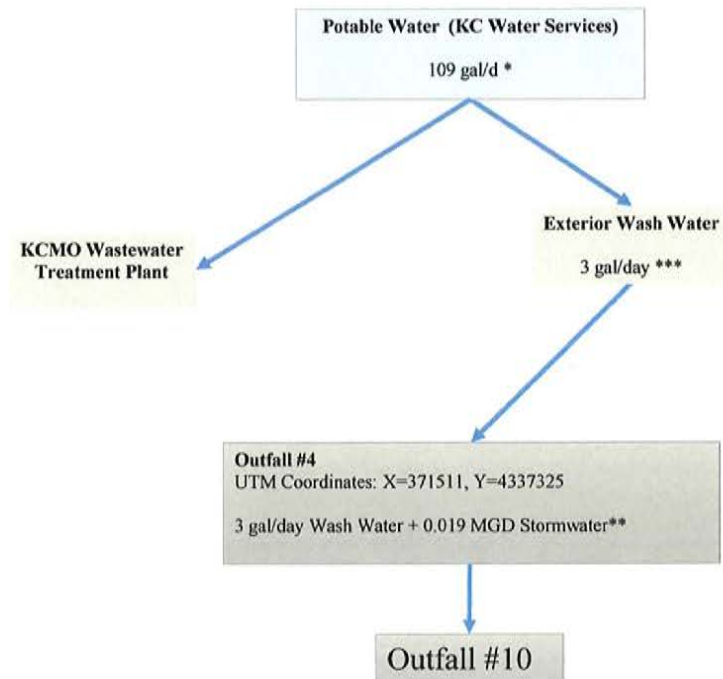 Potable Water (KC Water Services)
109 gal/d *
KCMO Wastewater
Treatment Plant
Exterior Wash Water
3 gal/day ***
Outfall #4
UTM Coordinates: X=371511, Y=4337325
3 gal/day Wash Water + 0.019 MGD Stormwater**
Outfall #10